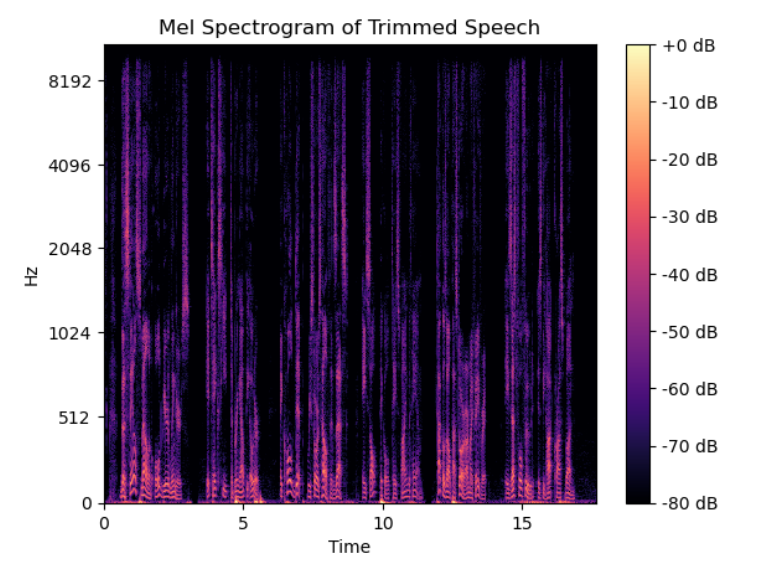 Mel Spectrogram of Trimmed Speech
+0 dB
8192
-10 dB
4096
-20 dB
-30 dB
2048
Hz
-40 dB
1024
-50 dB
-60 dB
512
-70 dB
0
-80 dB
0 5 10 15
Time